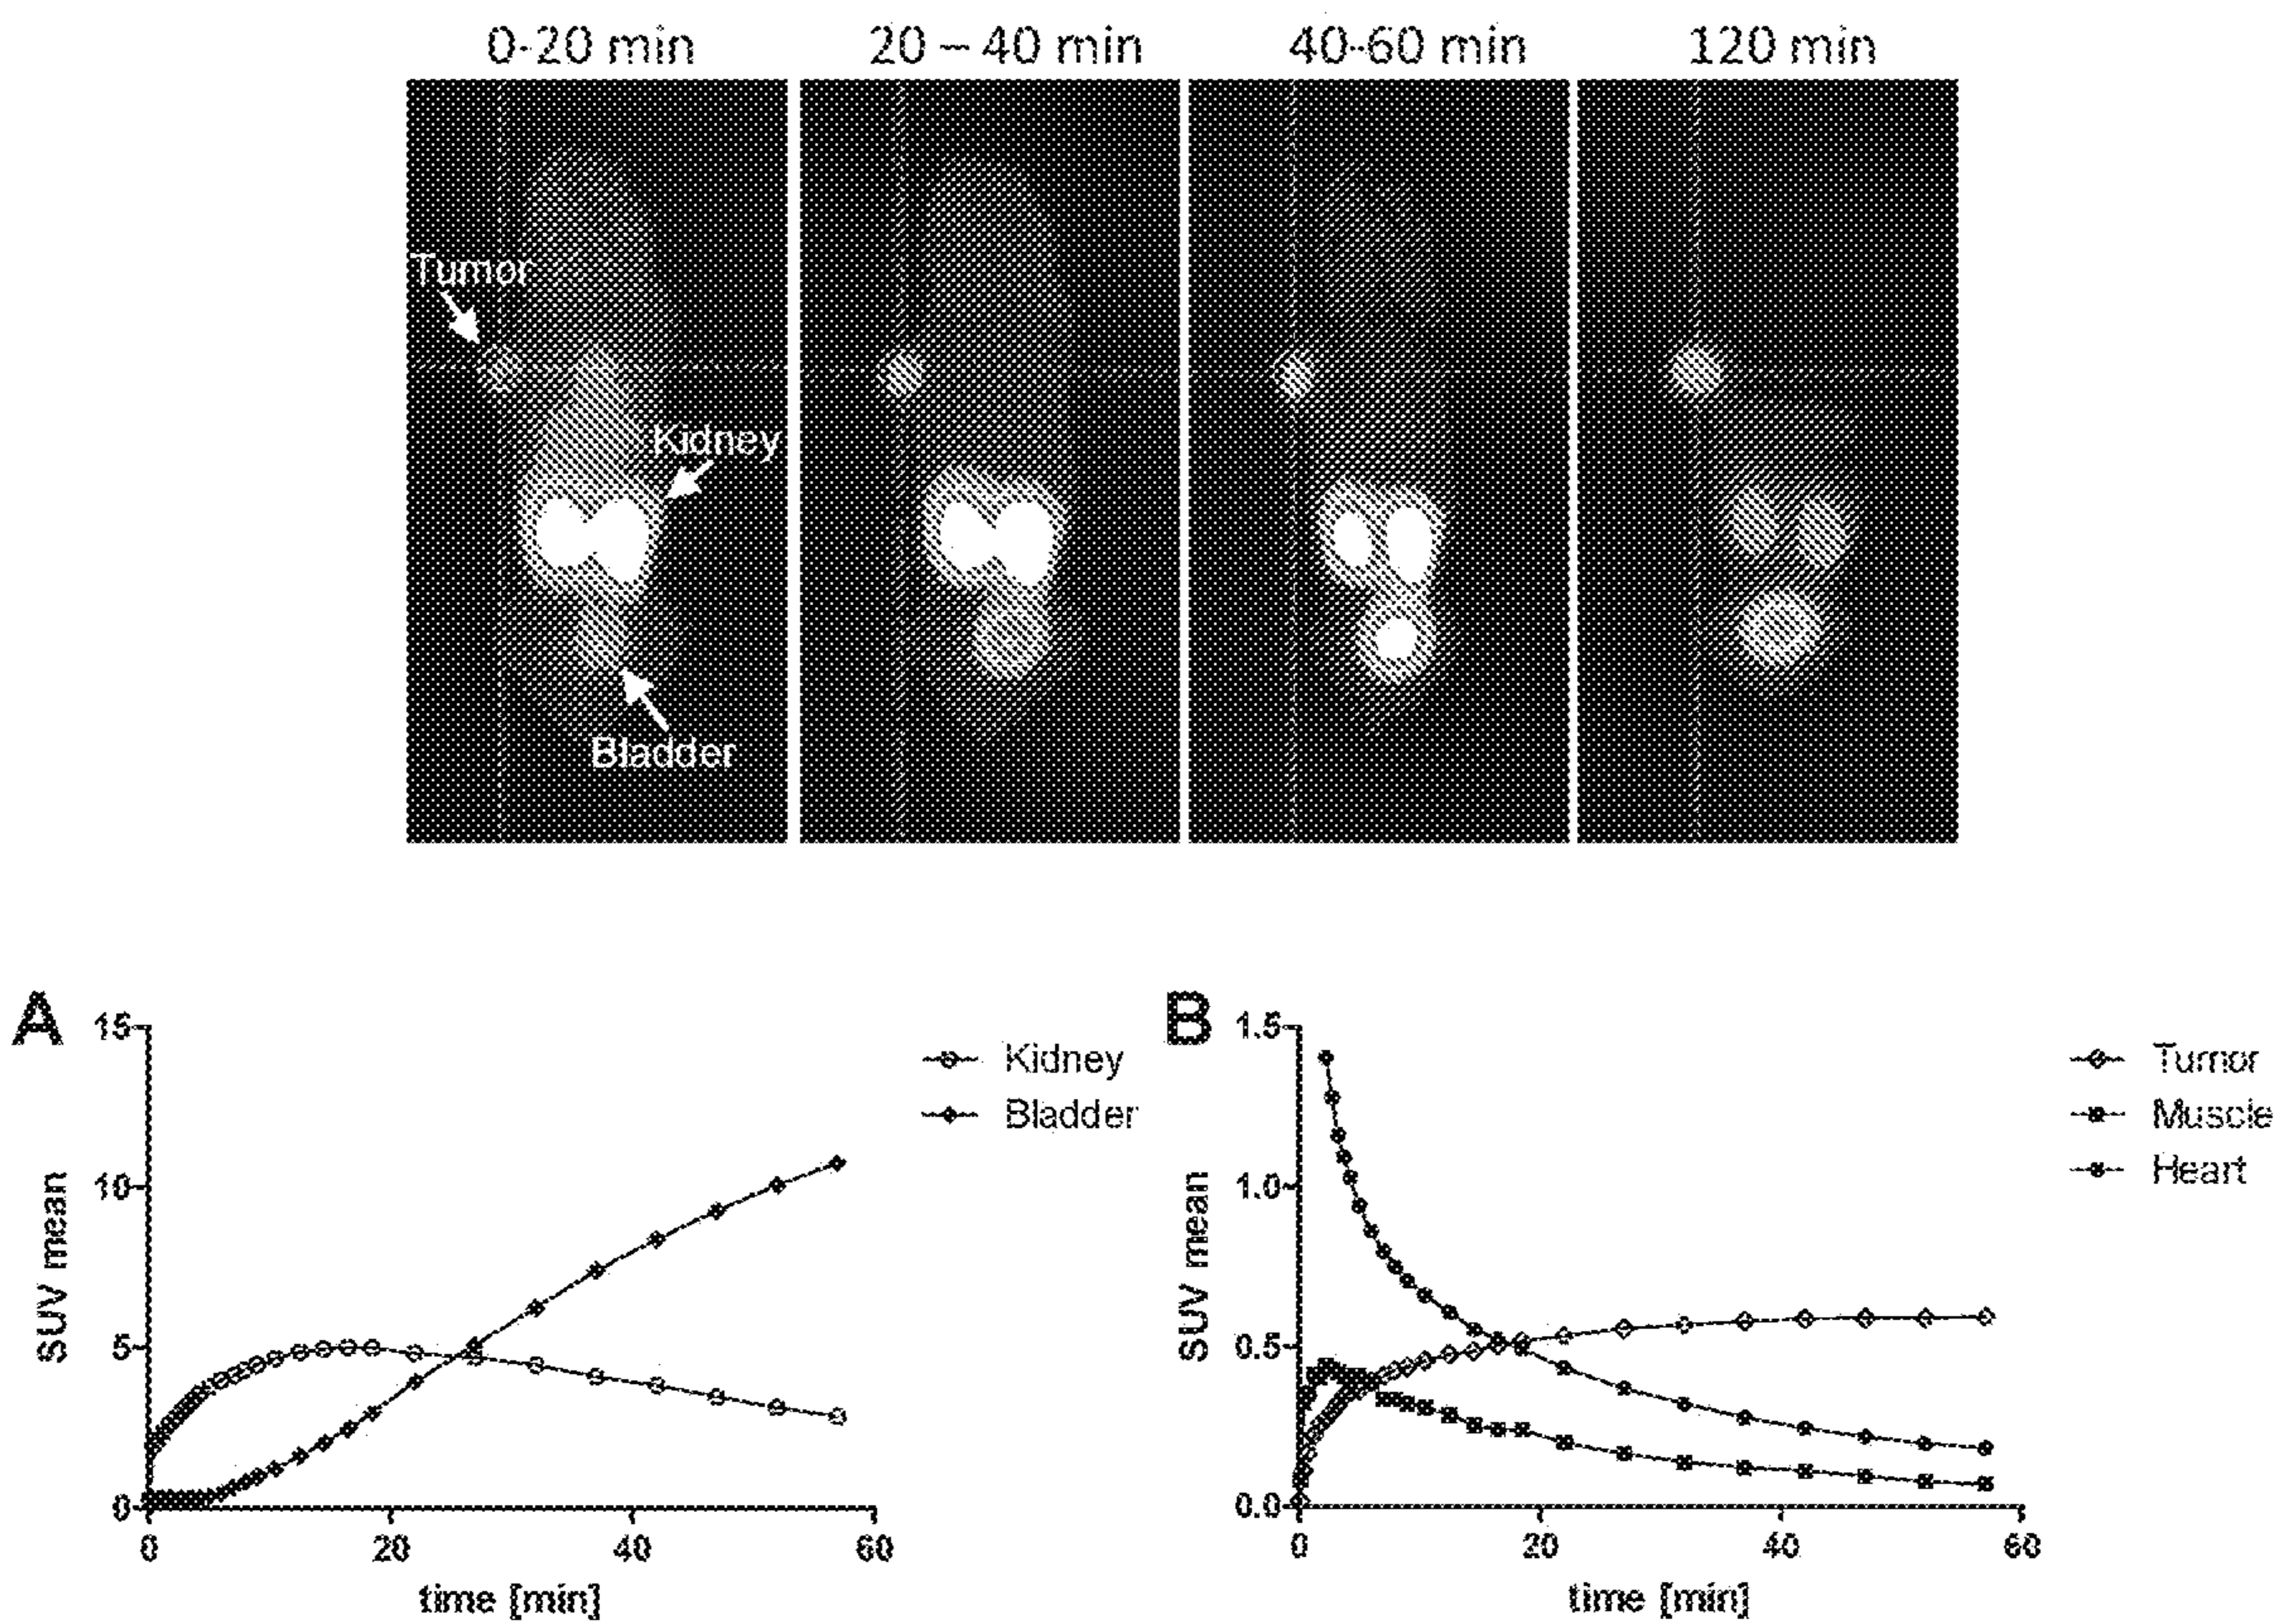 0-20 min
20 – 40 min
40-60 min
120 min
Tumor
Kidney
Bladder
A
15
10
5
0
0
20
40
60
SUV mean
time [min]
Kidney
Bladder
B
1.5
1.0
0.5
0.0
0
20
40
60
SUV mean
time [min]
Tumor
Muscle
Heart